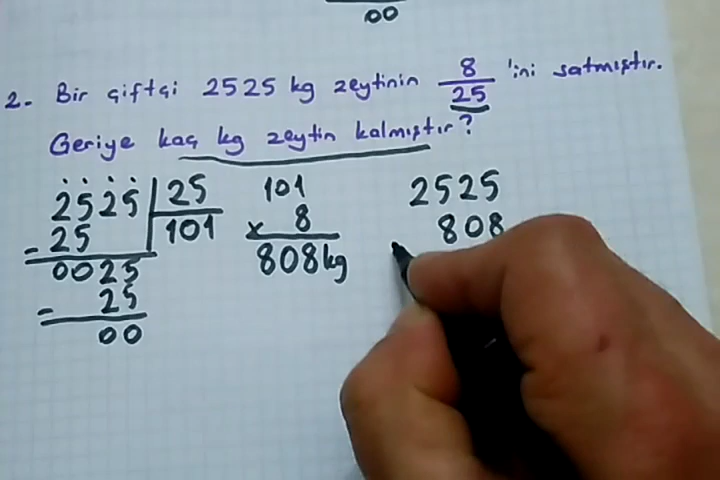 00
2- Bir çiftçi 2525 kg zeytinin 8/25 'ini satmıştır.
Geriye kaç kg zeytin kalmıştır?
2525 25 101 2525
- 25 101 x 8 808
0025 808kg
- 25
00